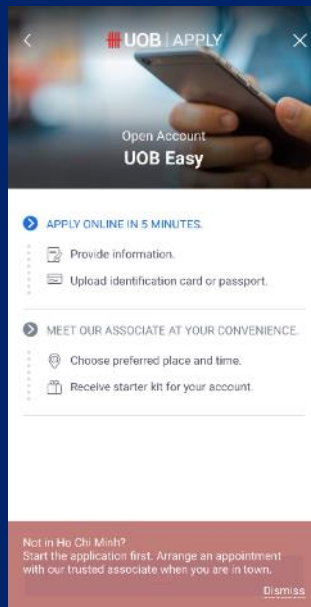 UOB | APPLY
Open Account
UOB Easy
APPLY ONLINE IN 5 MINUTES.
Provide information.
Upload identification card or passport.
MEET OUR ASSOCIATE AT YOUR CONVENIENCE.
Choose preferred place and time.
Receive starter kit for your account.
Not in Ho Chi Minh?
Start the application first. Arrange an appointment
with our trusted associate when you are in town.
Dismiss